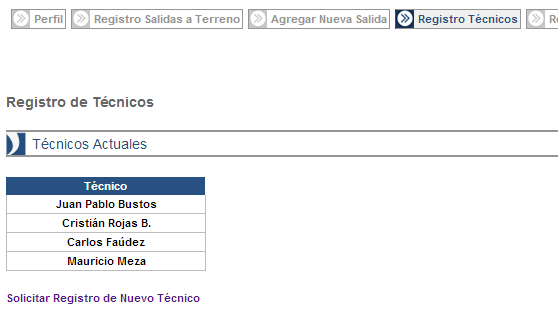 Perfil Registro Salidas a Terreno Agregar Nueva Salida Registro Técnicos
Registro de Técnicos
Técnicos Actuales
Técnico
Juan Pablo Bustos
Cristián Rojas B.
Carlos Faúdez
Mauricio Meza
Solicitar Registro de Nuevo Técnico